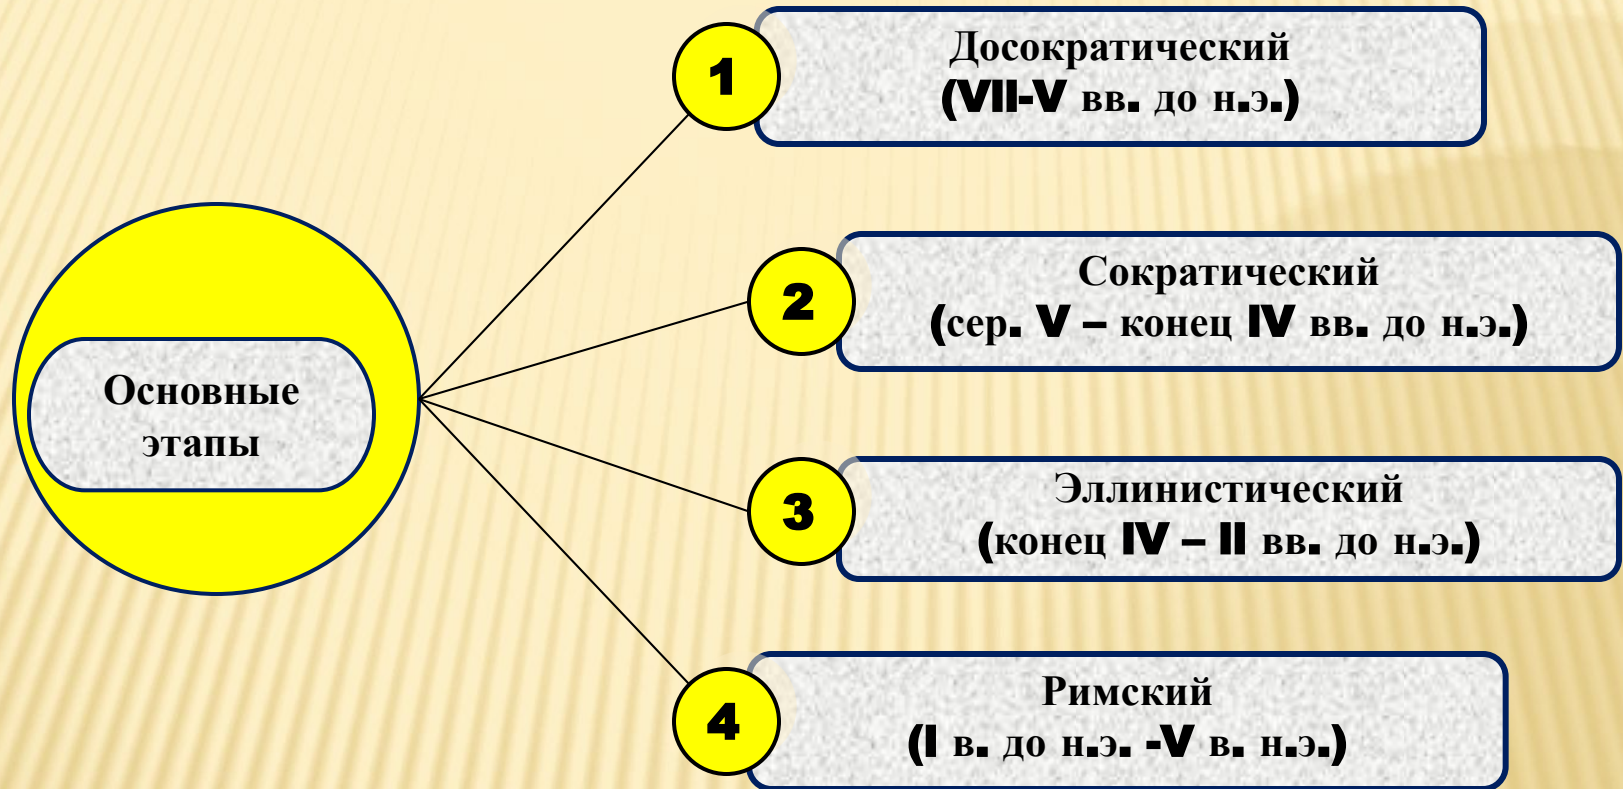 Основные
этапы
1
Досократический
(VII-V вв. до н.э.)
2
Сократический
(сер. V – конец IV вв. до н.э.)
3
Эллинистический
(конец IV – II вв. до н.э.)
4
Римский
(I в. до н.э. -V в. н.э.)